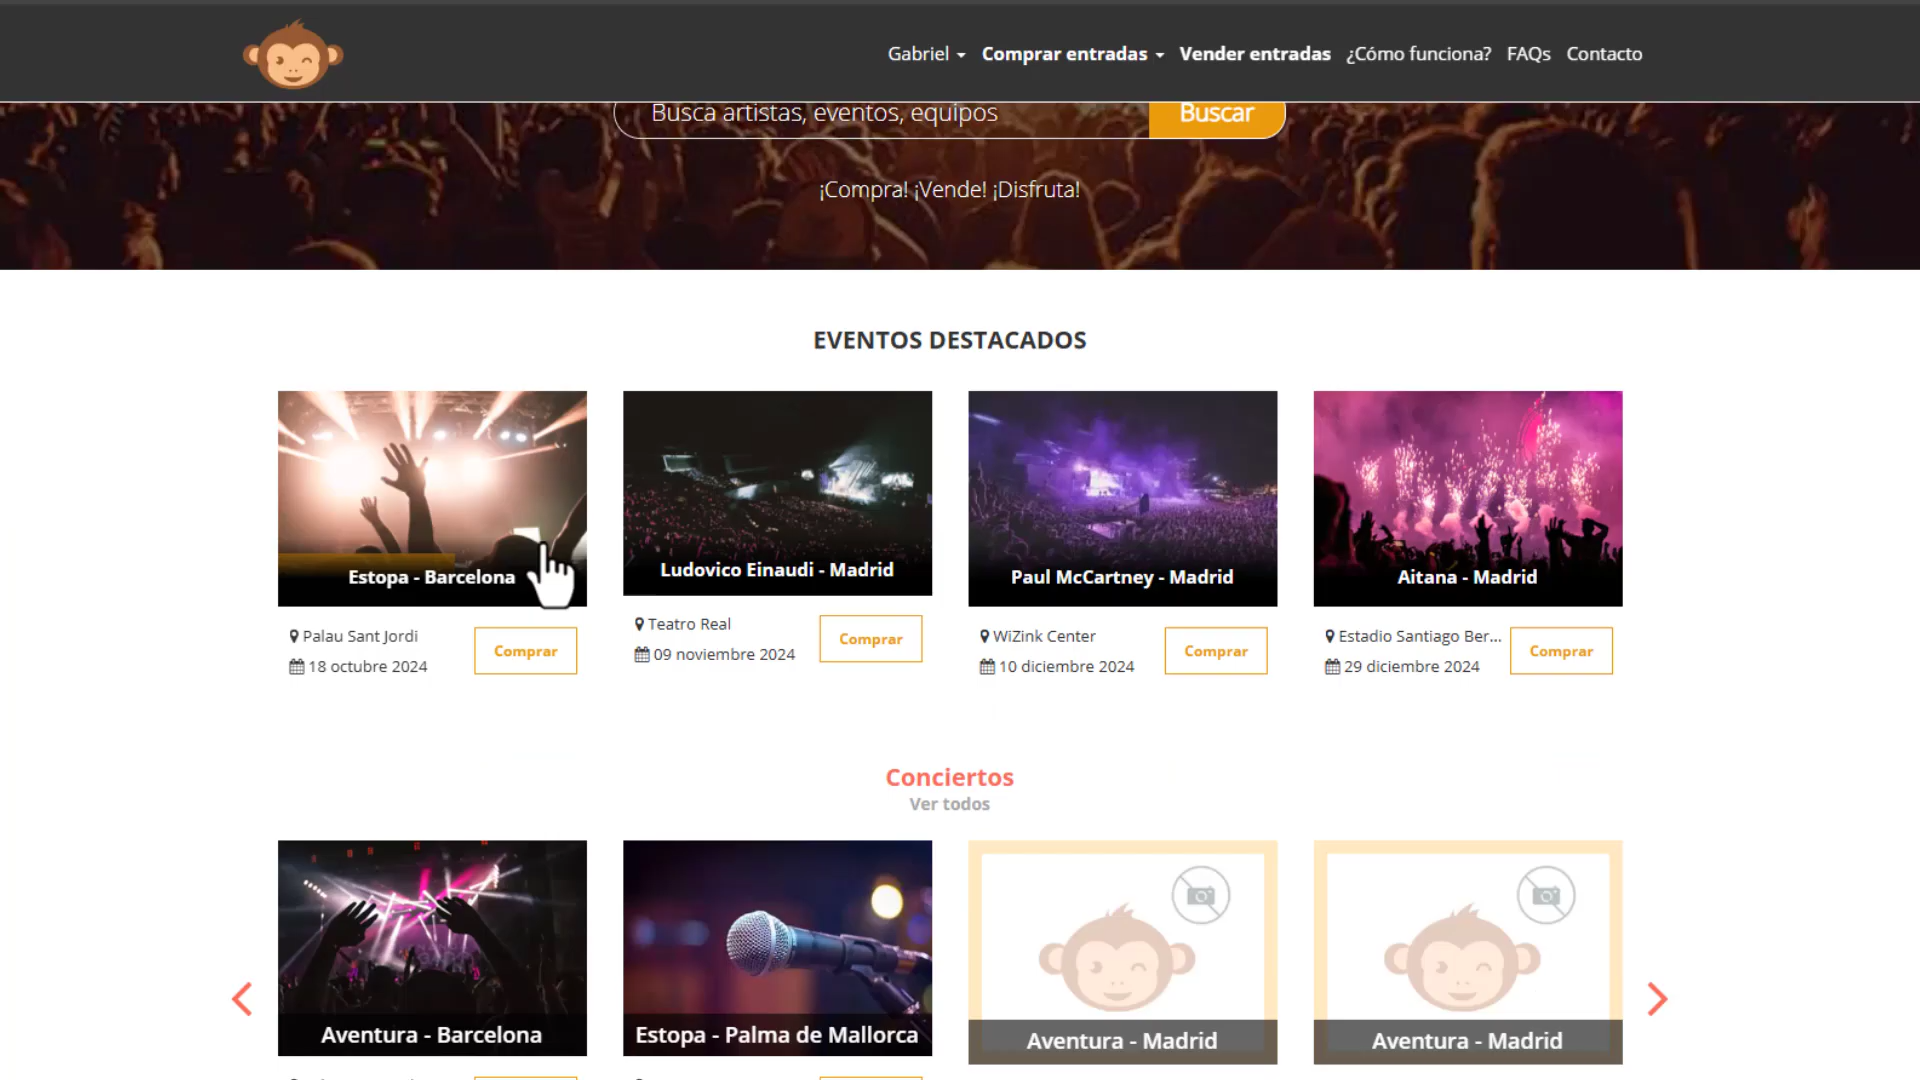 Gabriel Comprar entradas Vender entradas ¿Cómo funciona? FAQs Contacto
Busca artistas, eventos, equipos Buscar
¡Compra! ¡Vende! ¡Disfruta!
EVENTOS DESTACADOS
Estopa - Barcelona
Palau Sant Jordi
18 octubre 2024
Comprar
Ludovico Einaudi - Madrid
Teatro Real
09 noviembre 2024
Comprar
Paul McCartney - Madrid
WiZink Center
10 diciembre 2024
Comprar
Aitana - Madrid
Estadio Santiago Ber...
29 diciembre 2024
Comprar
Conciertos
Ver todos
Aventura - Barcelona
Estopa - Palma de Mallorca
Aventura - Madrid
Aventura - Madrid